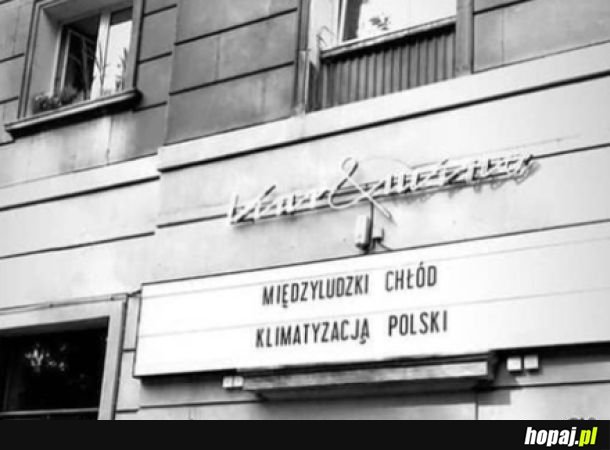 MIĘDZYLUDZKI CHŁÓD
KLIMATYZACJĄ POLSKI
hopaj.pl